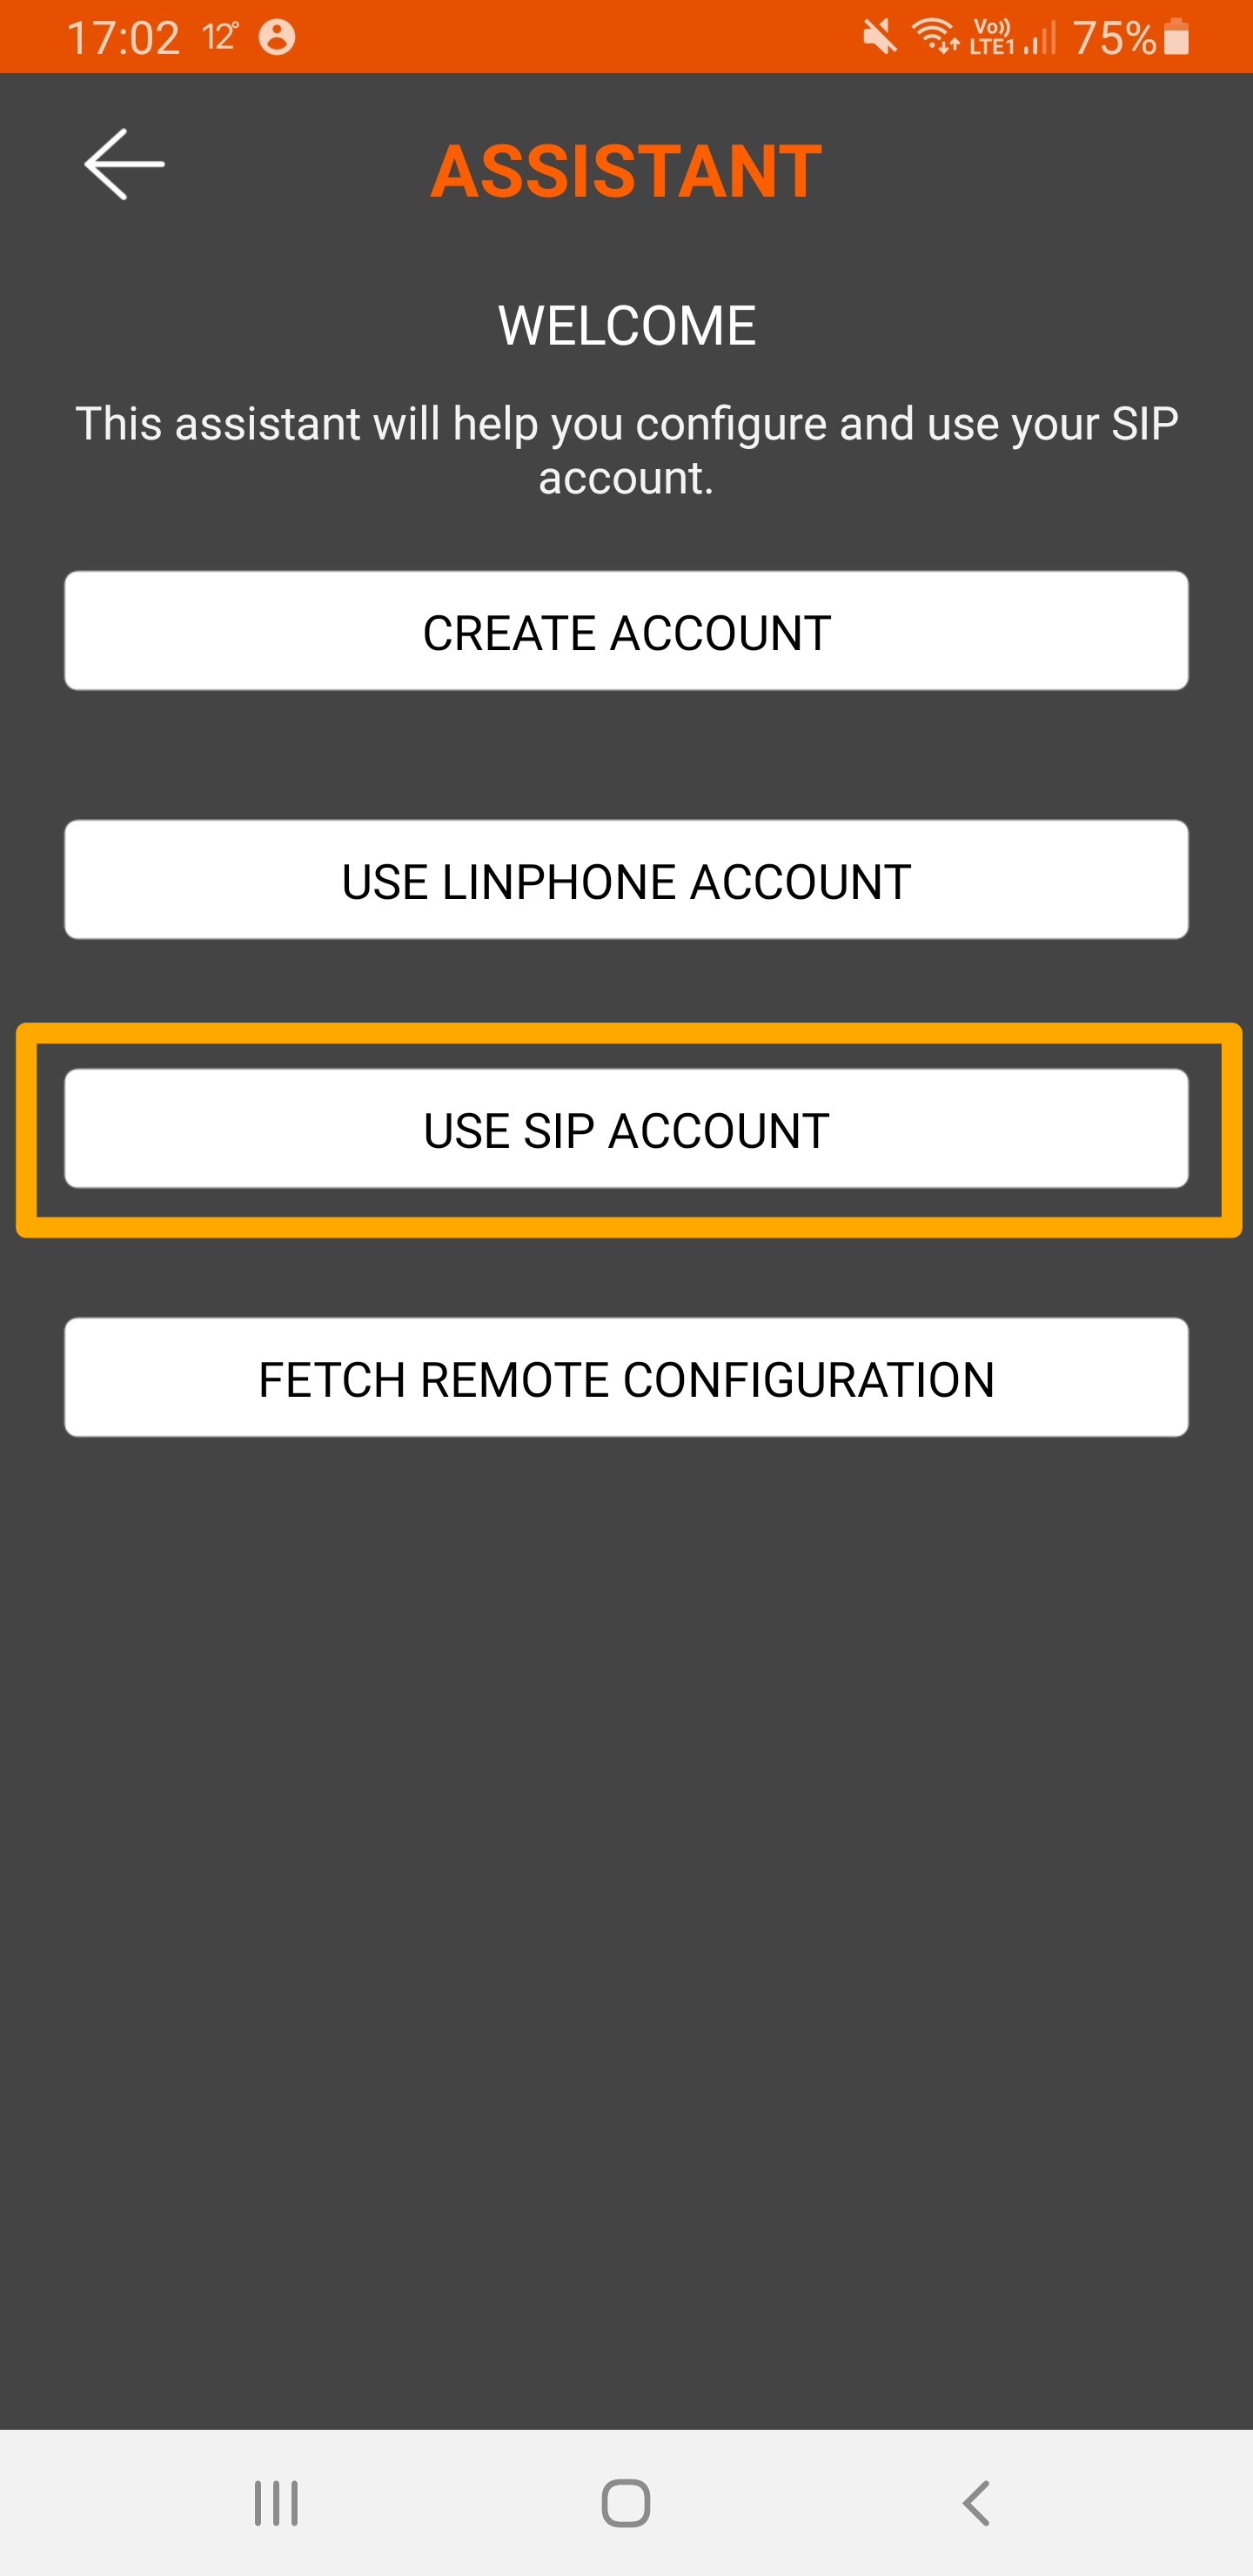 17:02 12° Vo)) LTE1 75%
ASSISTANT
WELCOME
This assistant will help you configure and use your SIP
account.
CREATE ACCOUNT
USE LINPHONE ACCOUNT
USE SIP ACCOUNT
FETCH REMOTE CONFIGURATION